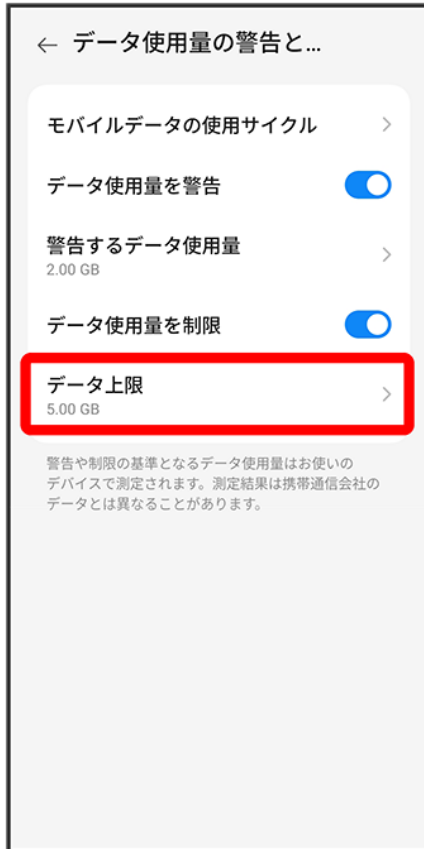 データ使用量の警告と...
モバイルデータの使用サイクル
データ使用量を警告
警告するデータ使用量
2.00 GB
データ使用量を制限
データ上限
5.00 GB
警告や制限の基準となるデータ使用量はお使いの
デバイスで測定されます。測定結果は携帯通信会社の
データとは異なることがあります。